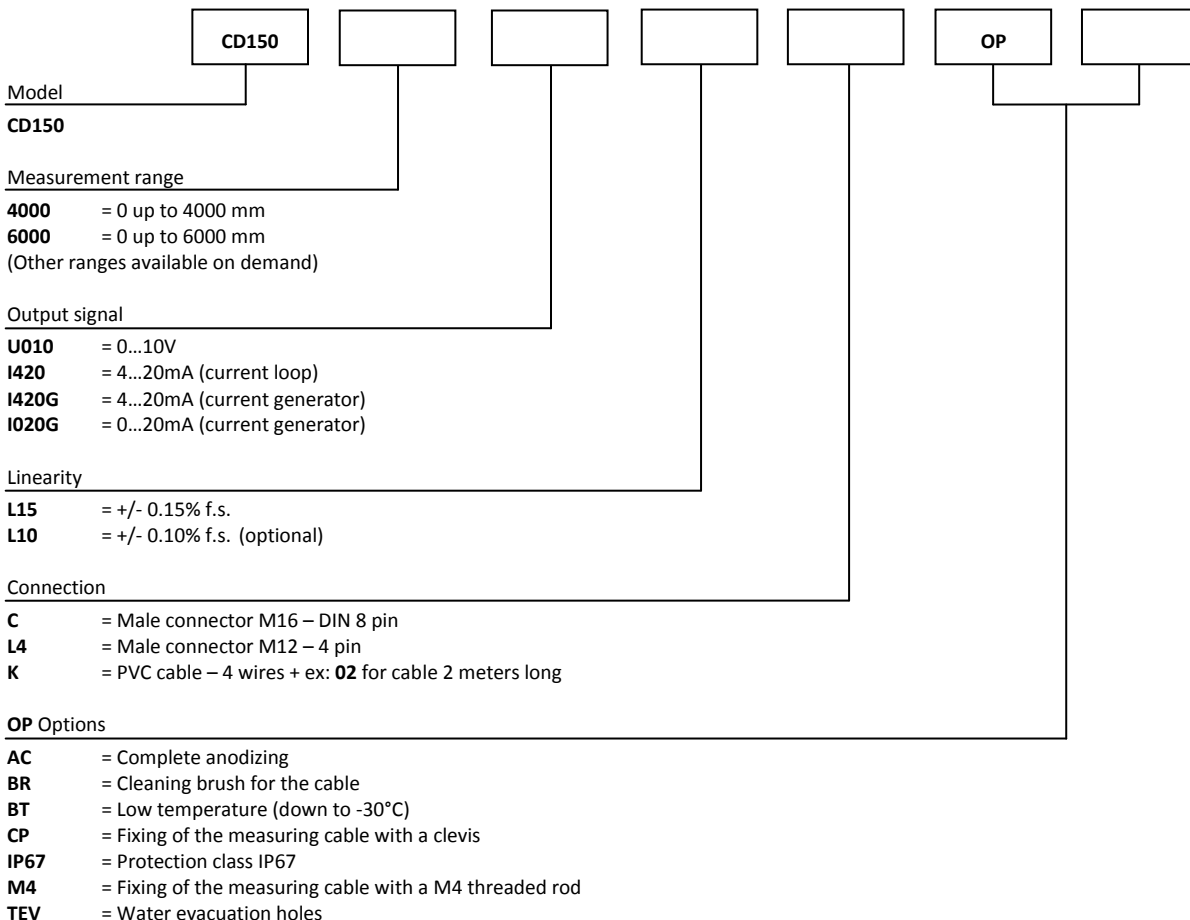 CD150 OP
Model
CD150
Measurement range
4000 = 0 up to 4000 mm
6000 = 0 up to 6000 mm
(Other ranges available on demand)
Output signal
U010 = 0...10V
I420 = 4...20mA (current loop)
I420G = 4...20mA (current generator)
I020G = 0...20mA (current generator)
Linearity
L15 = +/- 0.15% f.s.
L10 = +/- 0.10% f.s. (optional)
Connection
C = Male connector M16 – DIN 8 pin
L4 = Male connector M12 – 4 pin
K = PVC cable – 4 wires + ex: 02 for cable 2 meters long
OP Options
AC = Complete anodizing
BR = Cleaning brush for the cable
BT = Low temperature (down to -30°C)
CP = Fixing of the measuring cable with a clevis
IP67 = Protection class IP67
M4 = Fixing of the measuring cable with a M4 threaded rod
TEV = Water evacuation holes